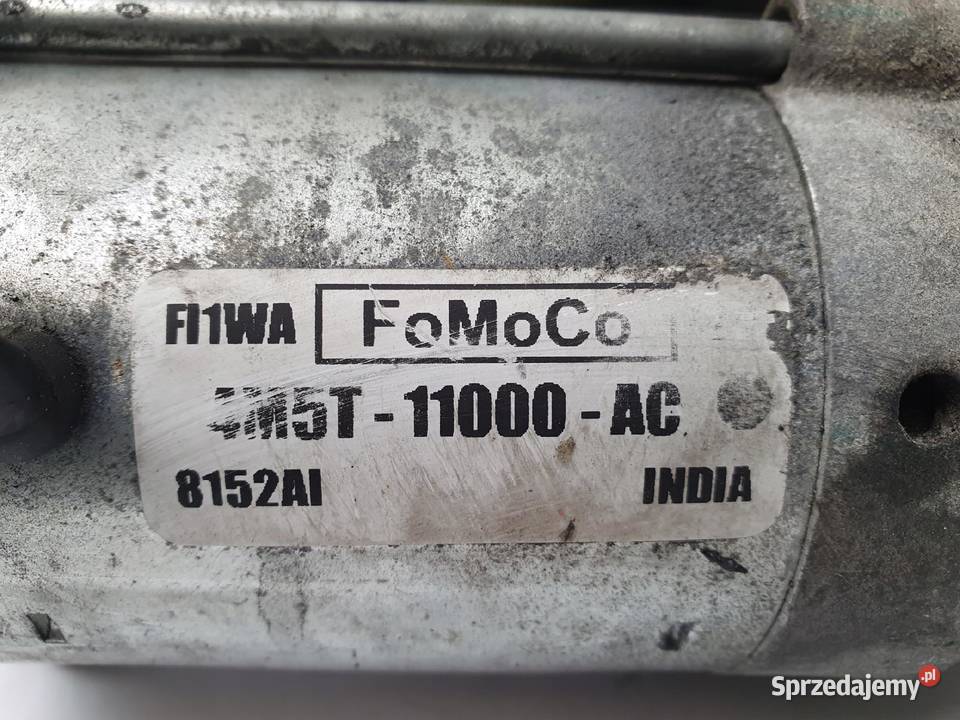 FI1WA FoMoCo
4M5T-11000-AC
8152AI INDIA
Sprzedajemy.pl